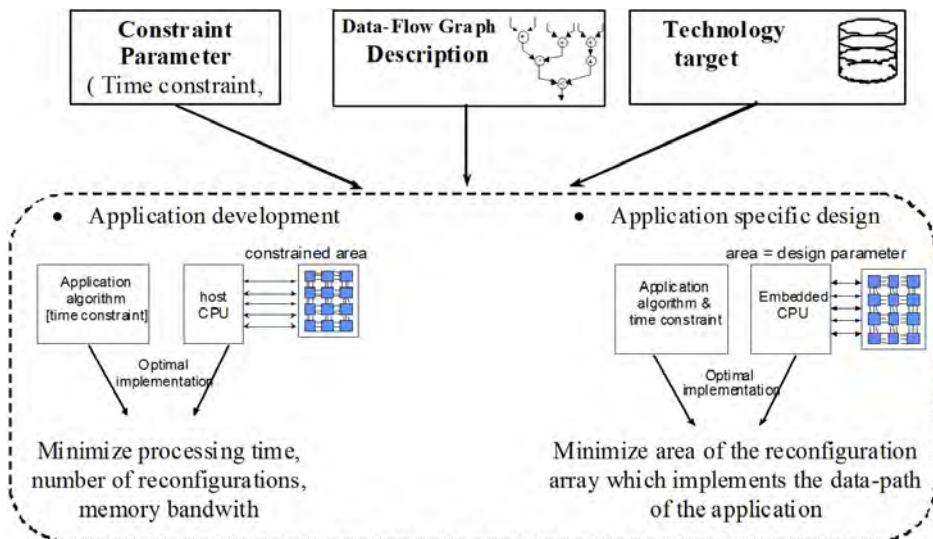 Constraint
Parameter
( Time constraint,
Data-Flow Graph
Description
Technology
target
• Application development
constrained area
Application
algorithm
[time constraint]
host
CPU
Optimal
implementation
Minimize processing time,
number of reconfigurations,
memory bandwith
• Application specific design
area = design parameter
Application
algorithm &
time constraint
Embedded
CPU
Optimal
implementation
Minimize area of the reconfiguration
array which implements the data-path
of the application